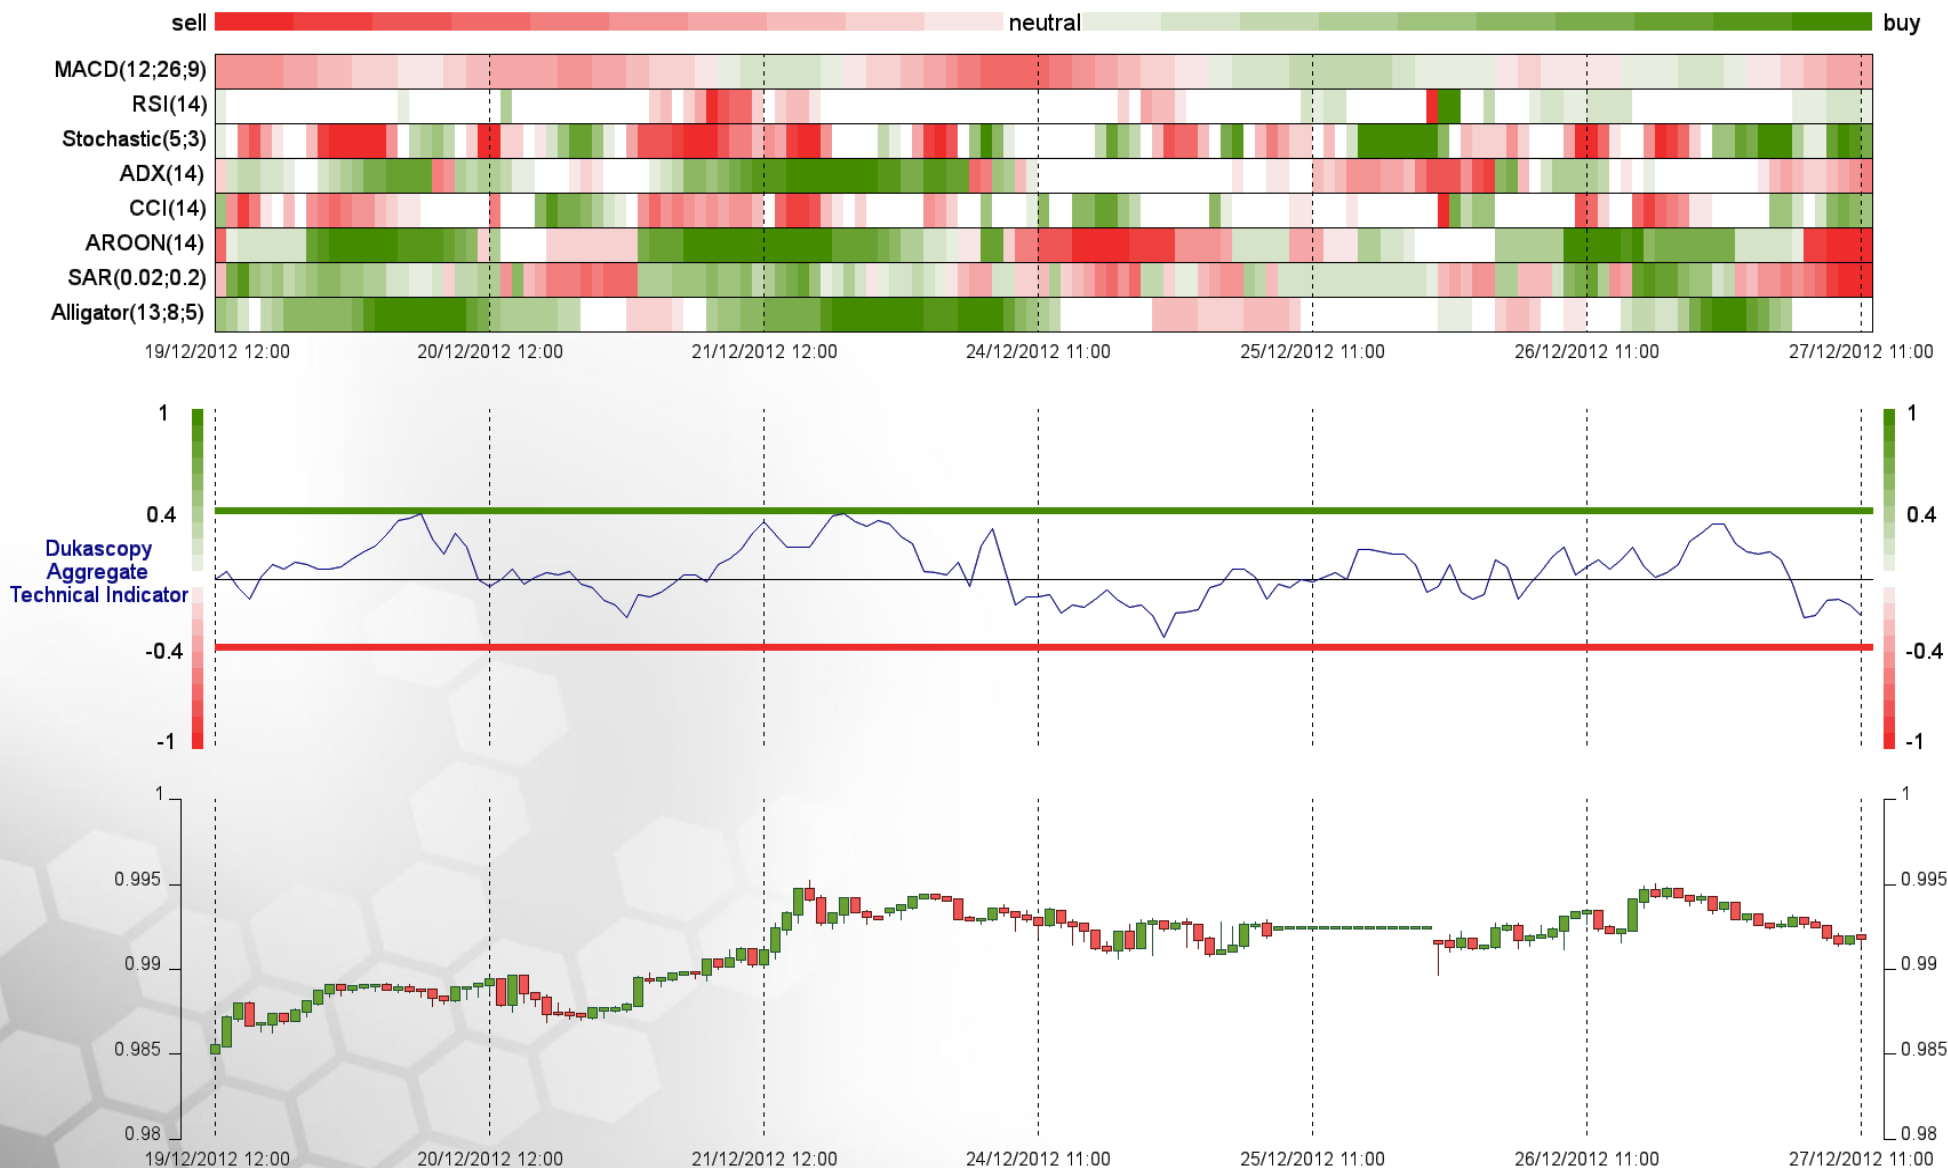 sell neutral buy
MACD(12;26;9)
RSI(14)
Stochastic(5;3)
ADX(14)
CCI(14)
AROON(14)
SAR(0.02;0.2)
Alligator(13;8;5)
19/12/2012 12:00 20/12/2012 12:00 21/12/2012 12:00 24/12/2012 11:00 25/12/2012 11:00 26/12/2012 11:00 27/12/2012 11:00
1 1
0.4 0.4
Dukascopy
Aggregate
Technical Indicator
-0.4 -0.4
-1 -1
1 1
0.995 0.995
0.99 0.99
0.985 0.985
0.98 0.98
19/12/2012 12:00 20/12/2012 12:00 21/12/2012 12:00 24/12/2012 11:00 25/12/2012 11:00 26/12/2012 11:00 27/12/2012 11:00